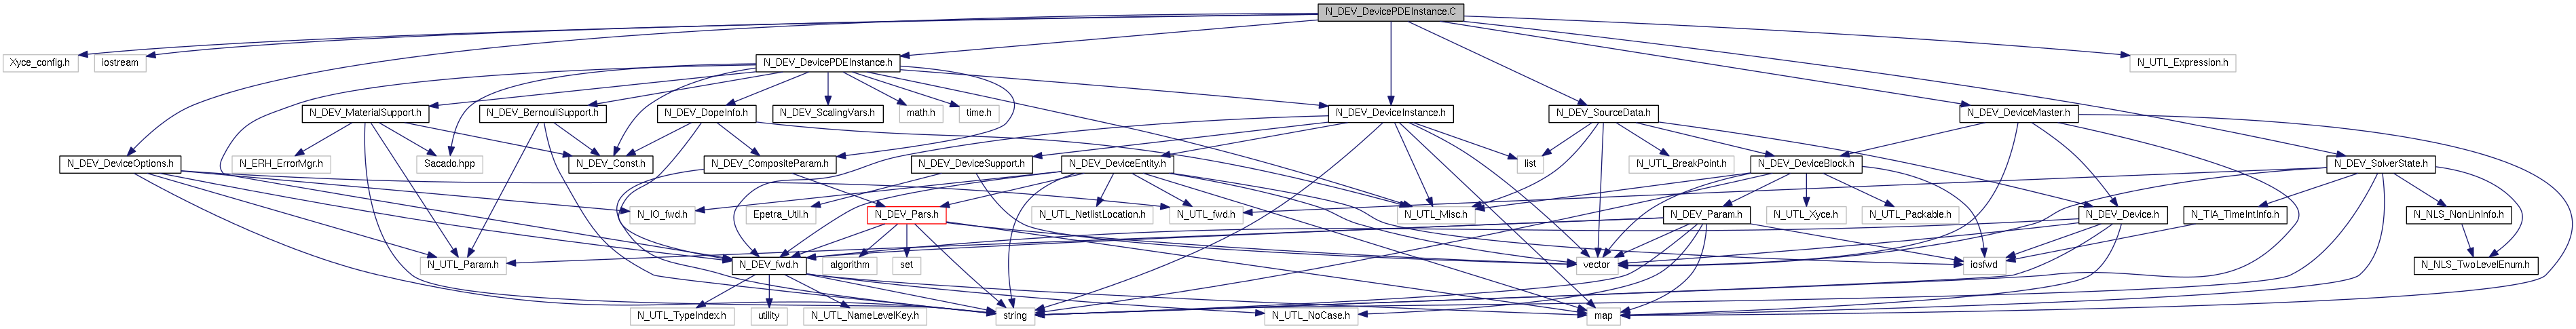 N_DEV_DevicePDEInstance.C
Xyce_config.h
iostream
N_DEV_DevicePDEInstance.h
N_UTL_Expression.h
N_DEV_MaterialSupport.h
N_DEV_BernouliSupport.h
N_DEV_DopeInfo.h
N_DEV_ScalingVars.h
math.h
time.h
N_DEV_DeviceInstance.h
N_DEV_SourceData.h
N_DEV_DeviceMaster.h
N_DEV_DeviceOptions.h
N_ERH_ErrorMgr.h
Sacado.hpp
N_DEV_Const.h
N_DEV_CompositeParam.h
N_DEV_DeviceSupport.h
N_DEV_DeviceEntity.h
list
N_UTL_BreakPoint.h
N_DEV_DeviceBlock.h
N_DEV_SolverState.h
N_IO_fwd.h
Epetra_Util.h
N_DEV_Pars.h
N_UTL_NetlistLocation.h
N_UTL_fwd.h
N_UTL_Misc.h
N_DEV_Param.h
N_UTL_Xyce.h
N_UTL_Packable.h
N_DEV_Device.h
N_TIA_TimeIntInfo.h
N_NLS_NonLinInfo.h
N_UTL_Param.h
N_DEV_fwd.h
algorithm
set
vector
iosfwd
N_NLS_TwoLevelEnum.h
N_UTL_TypeIndex.h
utility
N_UTL_NameLevelKey.h
string
N_UTL_NoCase.h
map